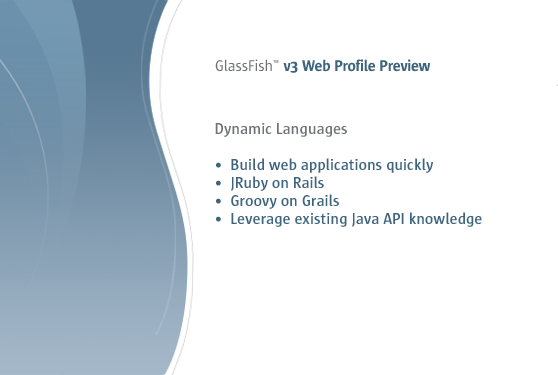 GlassFish™ v3 Web Profile Preview
Dynamic Languages
• Build web applications quickly
• JRuby on Rails
• Groovy on Grails
• Leverage existing Java API knowledge